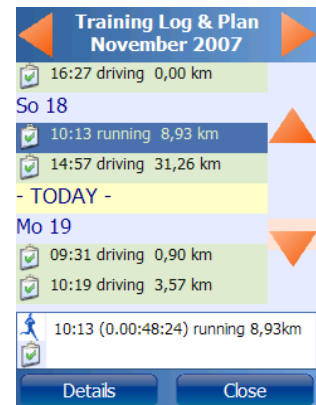 Training Log & Plan
November 2007
16:27 driving 0,00 km
So 18
10:13 running 8,93 km
14:57 driving 31,26 km
- TODAY -
Mo 19
09:31 driving 0,90 km
10:19 driving 3,57 km
10:13 (0.00:48:24) running 8,93km
Details Close